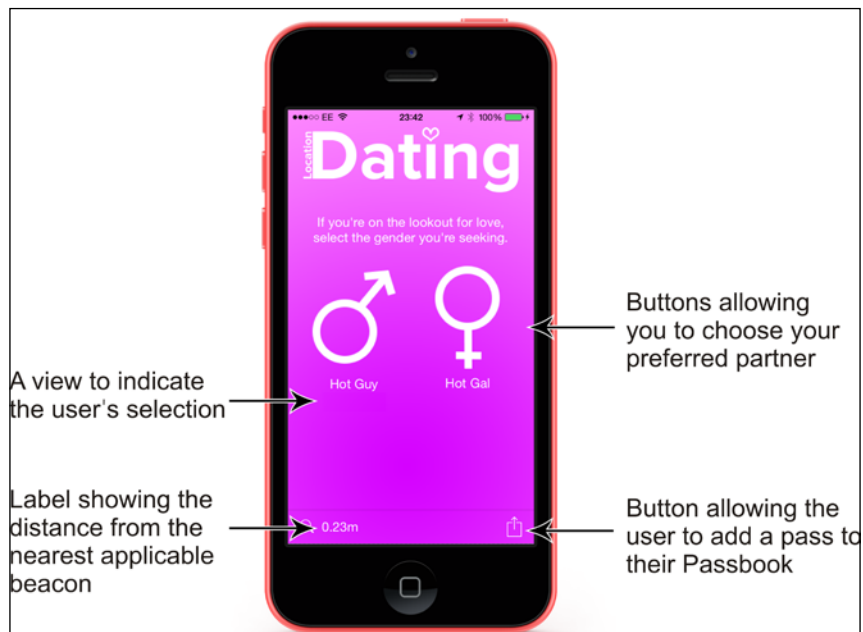 ●●●○○ EE 23:42 100%
Location
Dating
If you're on the lookout for love,
select the gender you're seeking.
Hot Guy
Hot Gal
Buttons allowing
you to choose your
preferred partner
A view to indicate
the user's selection
Label showing the
distance from the
nearest applicable
beacon
0.23m
Button allowing the
user to add a pass to
their Passbook